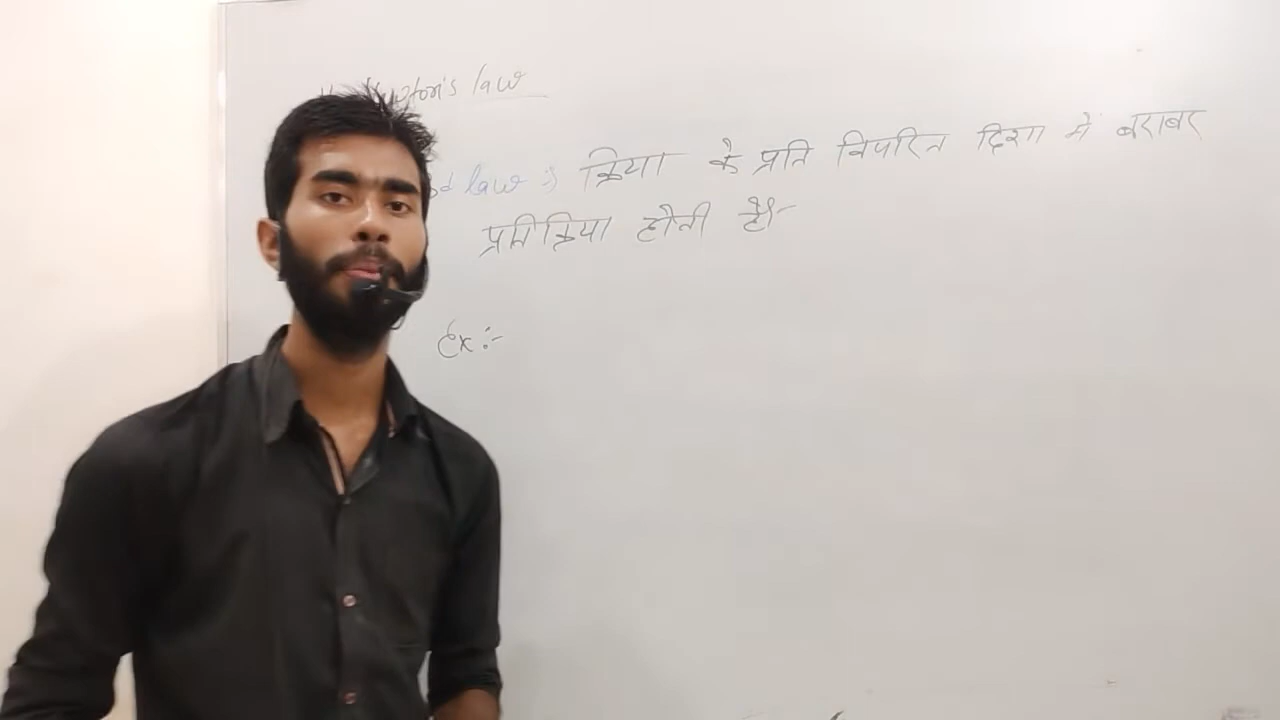 law
law :- क्रिया के प्रति विपरित दिशा मे बराबर
प्रतिक्रिया होती है।-
Ex :-